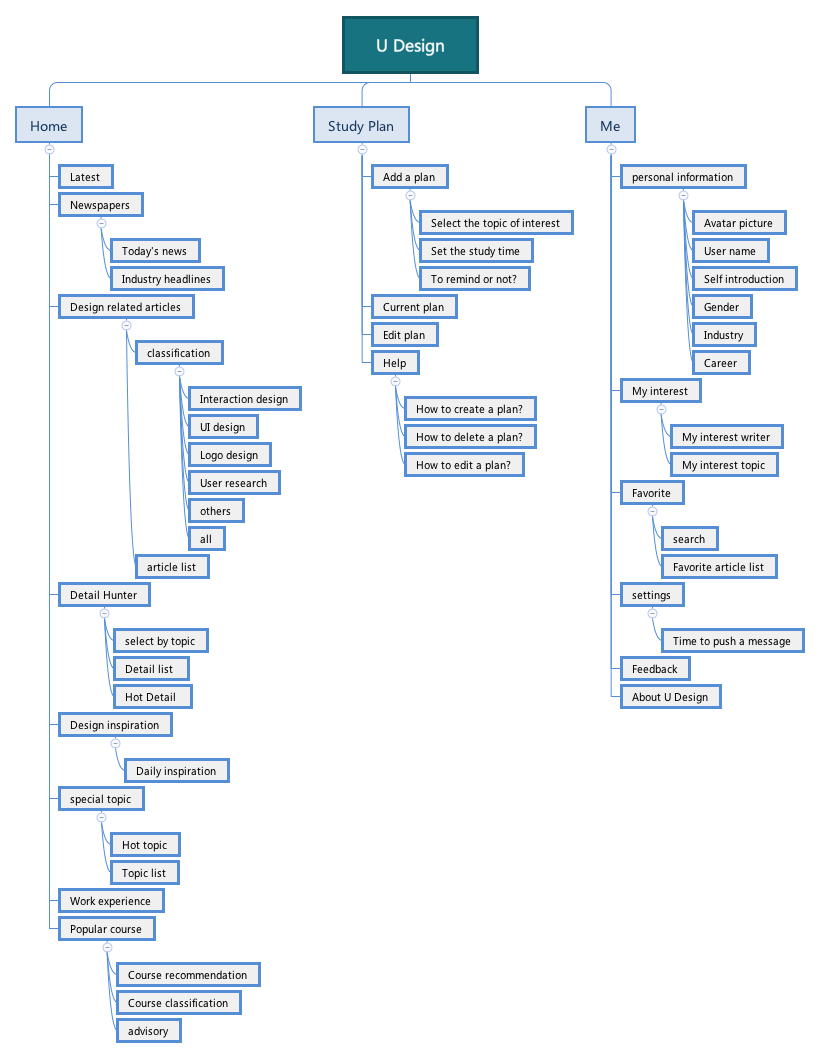 U Design
Home
Latest
Newspapers
Today's news
Industry headlines
Design related articles
classification
Interaction design
UI design
Logo design
User research
others
all
article list
Detail Hunter
select by topic
Detail list
Hot Detail
Design inspiration
Daily inspiration
special topic
Hot topic
Topic list
Work experience
Popular course
Course recommendation
Course classification
advisory
Study Plan
Add a plan
Select the topic of interest
Set the study time
To remind or not?
Current plan
Edit plan
Help
How to create a plan?
How to delete a plan?
How to edit a plan?
Me
personal information
Avatar picture
User name
Self introduction
Gender
Industry
Career
My interest
My interest writer
My interest topic
Favorite
search
Favorite article list
settings
Time to push a message
Feedback
About U Design